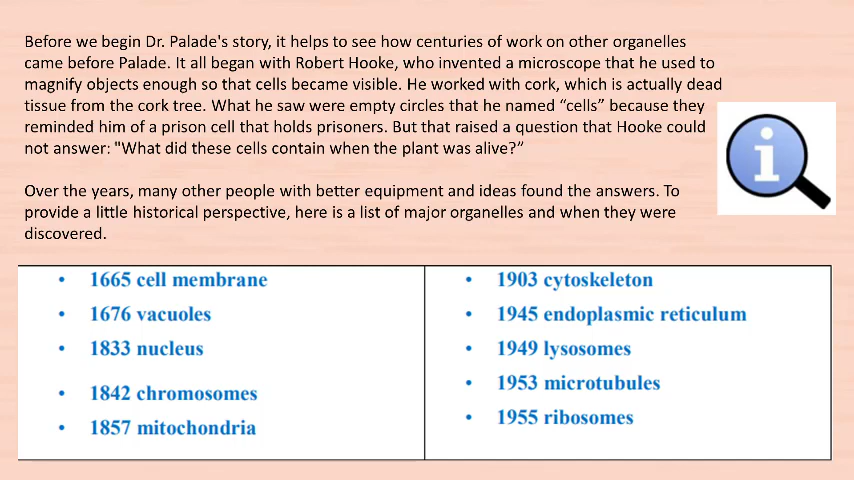 Before we begin Dr. Palade's story, it helps to see how centuries of work on other organelles
came before Palade. It all began with Robert Hooke, who invented a microscope that he used to
magnify objects enough so that cells became visible. He worked with cork, which is actually dead
tissue from the cork tree. What he saw were empty circles that he named “cells” because they
reminded him of a prison cell that holds prisoners. But that raised a question that Hooke could
not answer: "What did these cells contain when the plant was alive?”
Over the years, many other people with better equipment and ideas found the answers. To
provide a little historical perspective, here is a list of major organelles and when they were
discovered.
• 1665 cell membrane
• 1676 vacuoles
• 1833 nucleus
• 1842 chromosomes
• 1857 mitochondria
• 1903 cytoskeleton
• 1945 endoplasmic reticulum
• 1949 lysosomes
• 1953 microtubules
• 1955 ribosomes